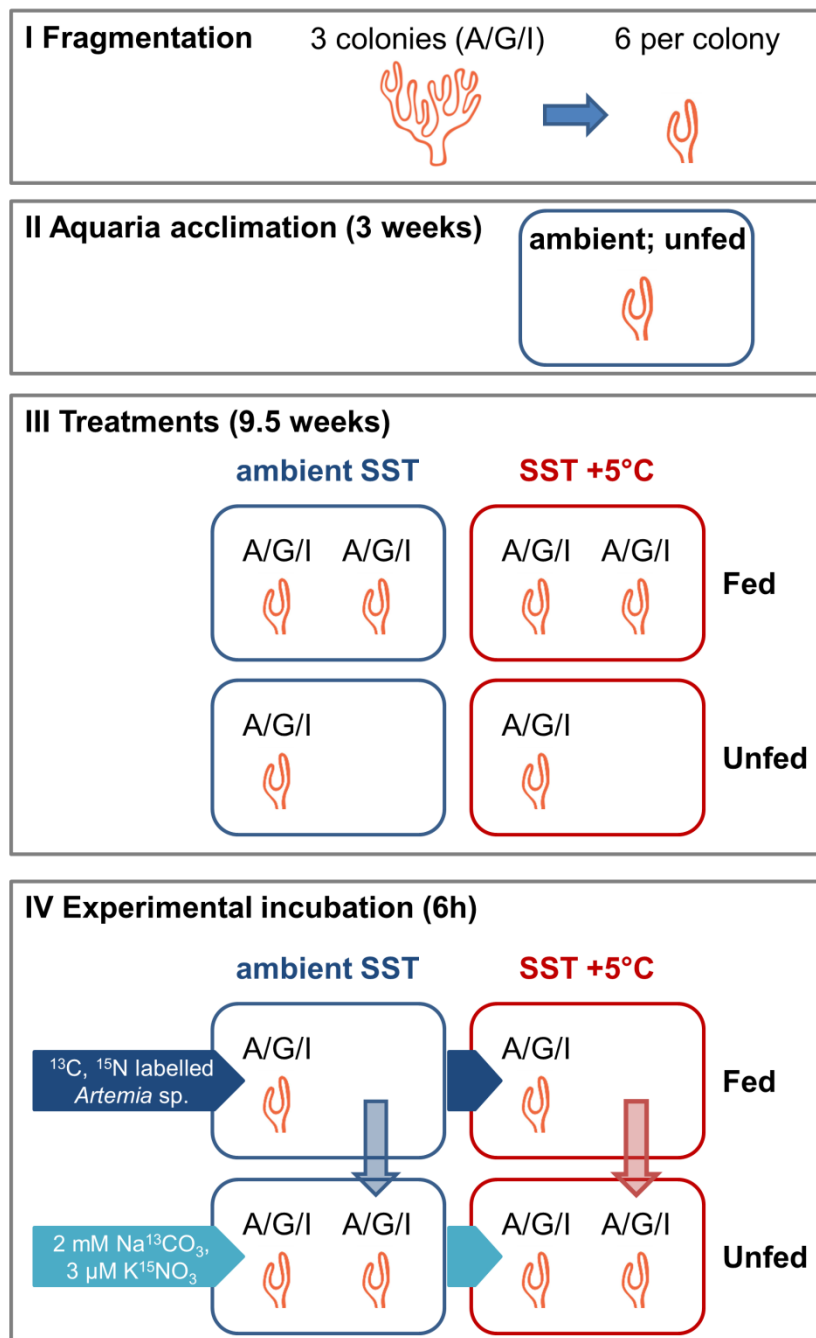 I Fragmentation 3 colonies (A/G/I) 6 per colony
II Aquaria acclimation (3 weeks)
ambient; unfed
III Treatments (9.5 weeks)
ambient SST SST +5°C
A/G/I A/G/I A/G/I A/G/I
Fed
A/G/I A/G/I
Unfed
IV Experimental incubation (6h)
ambient SST SST +5°C
A/G/I A/G/I
¹³C, ¹⁵N labelled
Artemia sp.
Fed
A/G/I A/G/I A/G/I A/G/I
2 mM Na¹³CO₃,
3 µM K¹⁵NO₃
Unfed